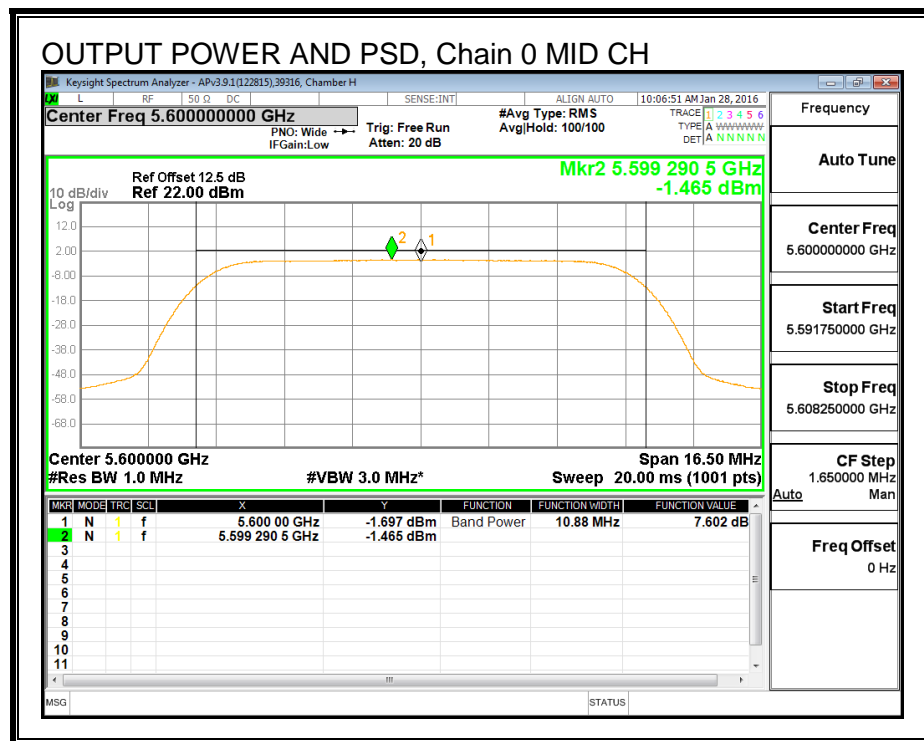 OUTPUT POWER AND PSD, Chain 0 MID CH
Keysight Spectrum Analyzer - APv3.9.1(122815),39316, Chamber H
LXI L RF 50 Ω DC SENSE:INT ALIGN AUTO 10:06:51 AM Jan 28, 2016
Center Freq 5.600000000 GHz #Avg Type: RMS TRACE 1 2 3 4 5 6
PNO: Wide Trig: Free Run Avg|Hold: 100/100 TYPE A WWWWW
IFGain:Low Atten: 20 dB DET A N N N N N
Mkr2 5.599 290 5 GHz
-1.465 dBm
Ref Offset 12.5 dB
10 dB/div Ref 22.00 dBm
Log
12.0
2.00
-8.00
-18.0
-28.0
-38.0
-48.0
-58.0
-68.0
2 1
Center 5.600000 GHz Span 16.50 MHz
#Res BW 1.0 MHz #VBW 3.0 MHz* Sweep 20.00 ms (1001 pts)
MKR MODE TRC SCL X Y FUNCTION FUNCTION WIDTH FUNCTION VALUE
1 N 1 f 5.600 00 GHz -1.697 dBm Band Power 10.88 MHz 7.602 dB
2 N 1 f 5.599 290 5 GHz -1.465 dBm
3
4
5
6
7
8
9
10
11
MSG STATUS
Frequency
Auto Tune
Center Freq
5.600000000 GHz
Start Freq
5.591750000 GHz
Stop Freq
5.608250000 GHz
CF Step
1.650000 MHz
Auto Man
Freq Offset
0 Hz